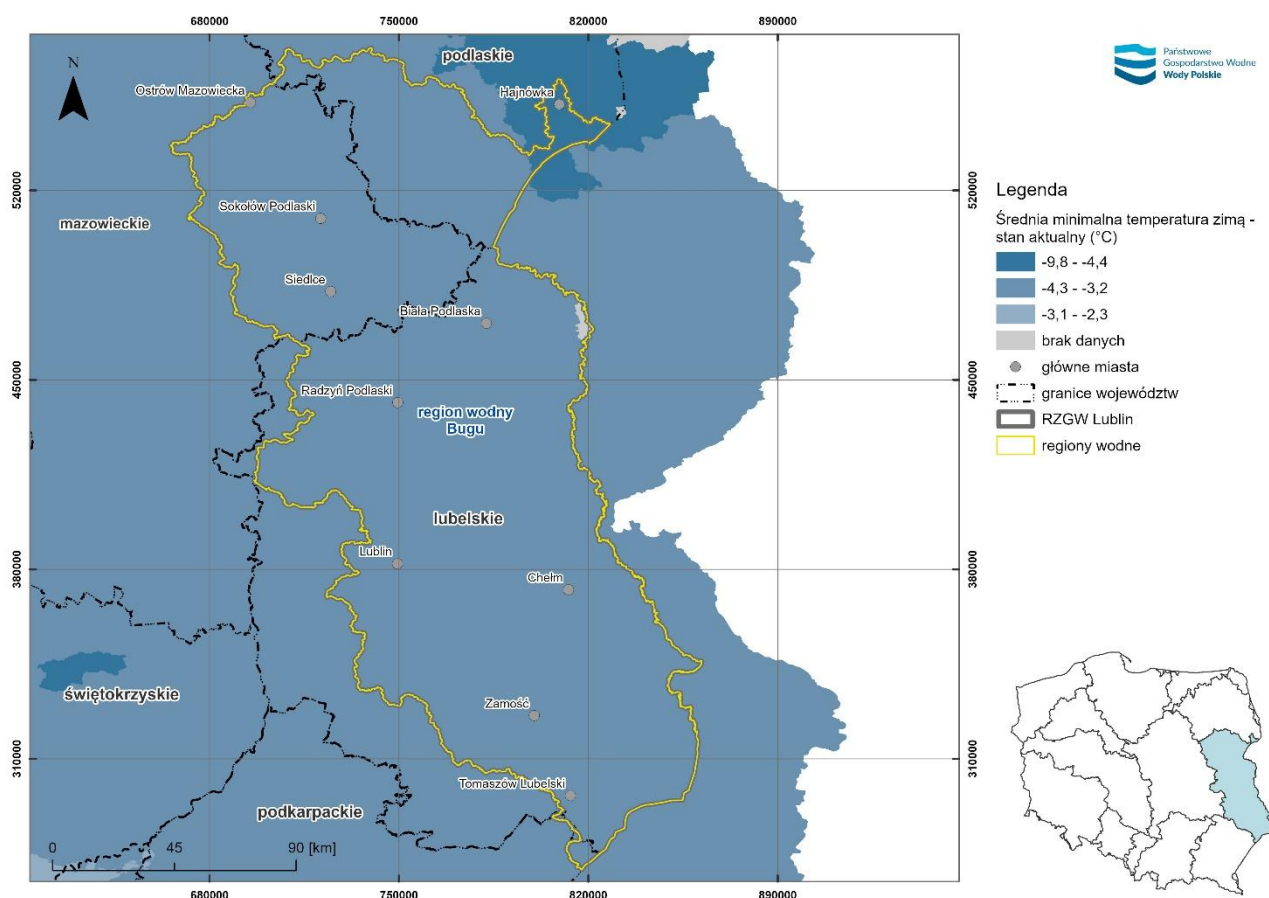 680000
750000
820000
890000
podlaskie
N
Ostrów Mazowiecka
Hajnówka
Państwowe
Gospodarstwo Wodne
Wody Polskie
520000
520000
Sokołów Podlaski
mazowieckie
Siedlce
Biała Podlaska
450000
450000
Radzyń Podlaski
region wodny
Bugu
lubelskie
Lublin
380000
380000
Chełm
świętokrzyskie
Zamość
310000
310000
Tomaszów Lubelski
podkarpackie
0
45
90 [km]
680000
750000
820000
890000
Legenda
Średnia minimalna temperatura zimą -
stan aktualny (°C)
-9,8 - -4,4
-4,3 - -3,2
-3,1 - -2,3
brak danych
główne miasta
granice województw
RZGW Lublin
regiony wodne